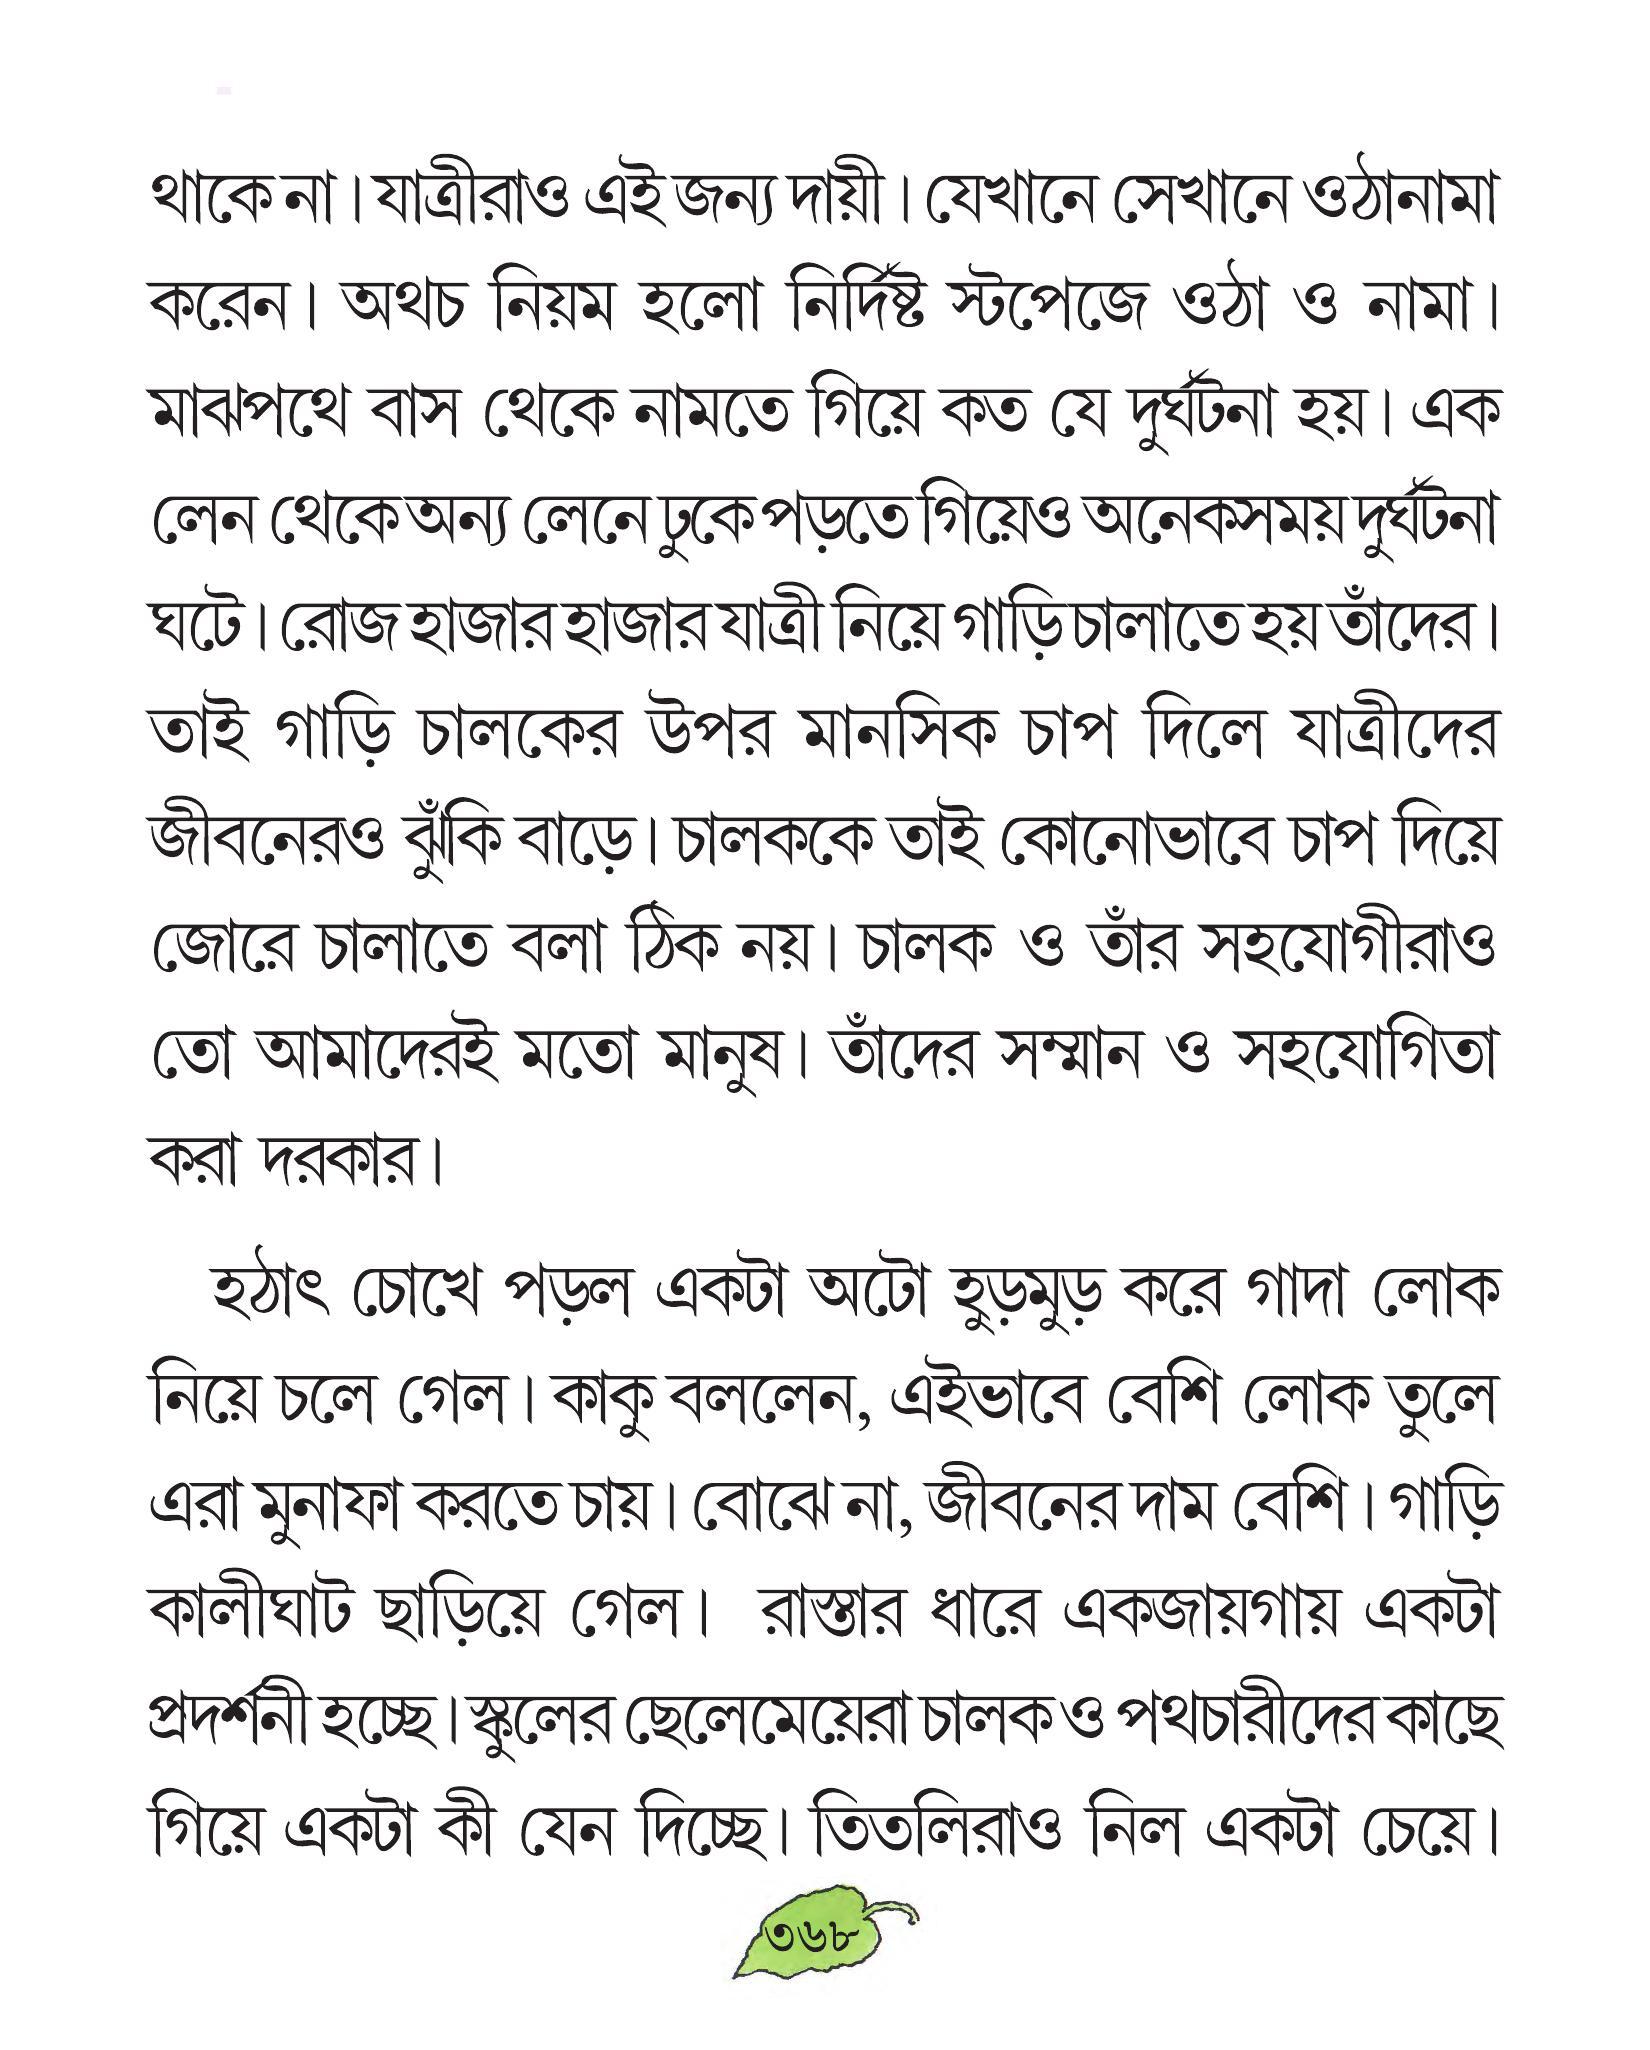 থাকে না। যাত্রীরাও এই জন্য দায়ী। যেখানে সেখানে ওঠানামা
করেন। অথচ নিয়ম হলো নির্দিষ্ট স্টপেজে ওঠা ও নামা।
মাঝপথে বাস থেকে নামতে গিয়ে কত যে দুর্ঘটনা হয়। এক
লেন থেকে অন্য লেনে ঢুকে পড়তে গিয়েও অনেকসময় দুর্ঘটনা
ঘটে। রোজ হাজার হাজার যাত্রী নিয়ে গাড়ি চালাতে হয় তাঁদের।
তাই গাড়ি চালকের উপর মানসিক চাপ দিলে যাত্রীদের
জীবনেরও ঝুঁকি বাড়ে। চালককে তাই কোনোভাবে চাপ দিয়ে
জোরে চালাতে বলা ঠিক নয়। চালক ও তাঁর সহযোগীরাও
তো আমাদেরই মতো মানুষ। তাঁদের সম্মান ও সহযোগিতা
করা দরকার।
হঠাৎ চোখে পড়ল একটা অটো হুড়মুড় করে গাদা লোক
নিয়ে চলে গেল। কাকু বললেন, এইভাবে বেশি লোক তুলে
এরা মুনাফা করতে চায়। বোঝে না, জীবনের দাম বেশি। গাড়ি
কালীঘাট ছাড়িয়ে গেল। রাস্তার ধারে একজায়গায় একটা
প্রদর্শনী হচ্ছে। স্কুলের ছেলেমেয়েরা চালক ও পথচারীদের কাছে
গিয়ে একটা কী যেন দিচ্ছে। তিতলিরাও নিল একটা চেয়ে।
৩৬৮